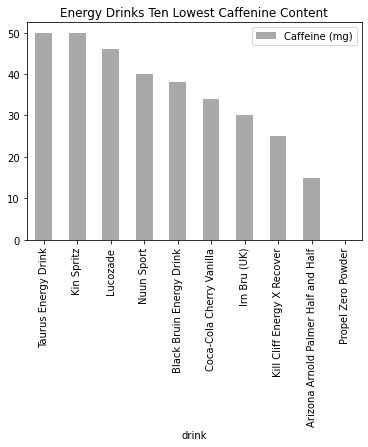 Energy Drinks Ten Lowest Caffenine Content
Caffeine (mg)
50
40
30
20
10
0
Taurus Energy Drink
Kin Spritz
Lucozade
Nuun Sport
Black Bruin Energy Drink
Coca-Cola Cherry Vanilla
Irn Bru (UK)
Kill Cliff Energy X Recover
Arizona Arnold Palmer Half and Half
Propel Zero Powder
drink